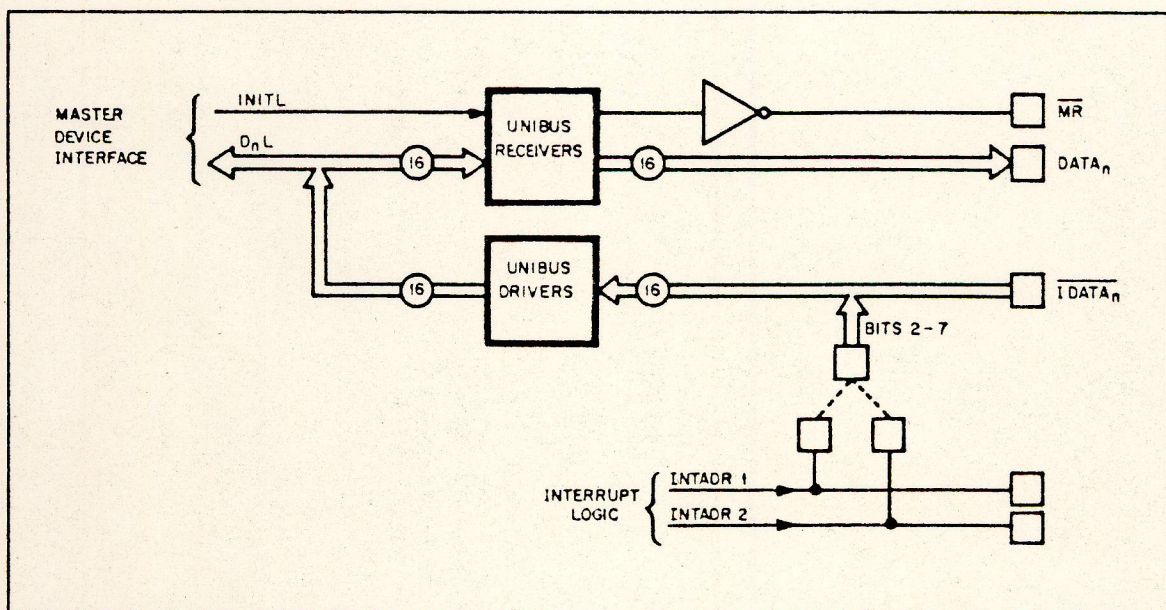 MASTER
DEVICE
INTERFACE
INIT L
DnL
16
UNIBUS
RECEIVERS
16
MR
DATAn
UNIBUS
DRIVERS
16
16
IDATAn
BITS 2-7
INTERRUPT
LOGIC
INTADR 1
INTADR 2